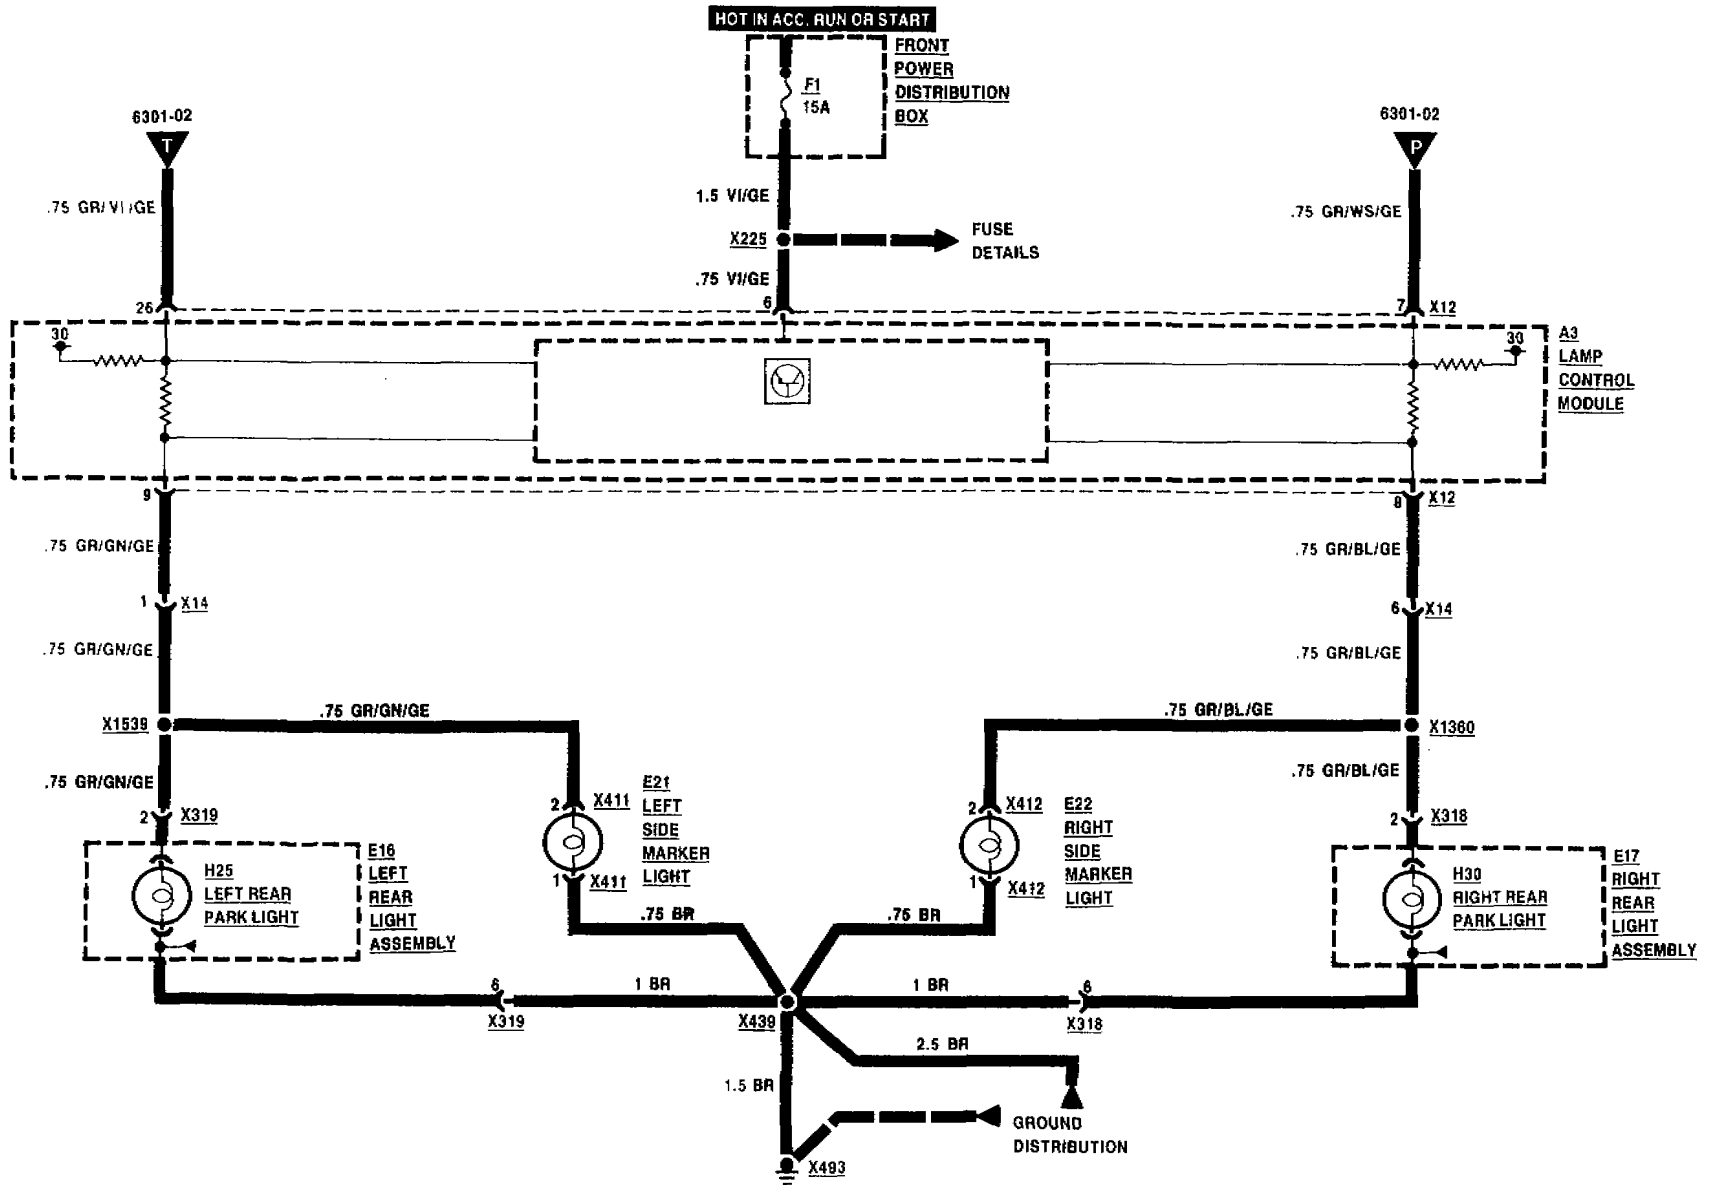 HOT IN ACC, RUN OR START
FRONT
POWER
DISTRIBUTION
BOX
F1
15A
6301-02
T
6301-02
P
.75 GR/VI/GE
1.5 VI/GE
.75 GR/WS/GE
X225
FUSE
DETAILS
.75 VI/GE
26
6
7
X12
30
30
A3
LAMP
CONTROL
MODULE
9
8
X12
.75 GR/GN/GE
.75 GR/BL/GE
1
X14
6
X14
.75 GR/GN/GE
.75 GR/BL/GE
.75 GR/GN/GE
.75 GR/BL/GE
X1539
X1360
.75 GR/GN/GE
.75 GR/BL/GE
2
X319
2
X411
E21
LEFT
SIDE
MARKER
LIGHT
2
X412
E22
RIGHT
SIDE
MARKER
LIGHT
2
X318
1
X411
1
X412
H25
LEFT REAR
PARK LIGHT
E16
LEFT
REAR
LIGHT
ASSEMBLY
H30
RIGHT REAR
PARK LIGHT
E17
RIGHT
REAR
LIGHT
ASSEMBLY
.75 BR
.75 BR
6
X319
1 BR
1 BR
6
X318
X439
2.5 BR
1.5 BR
GROUND
DISTRIBUTION
X493